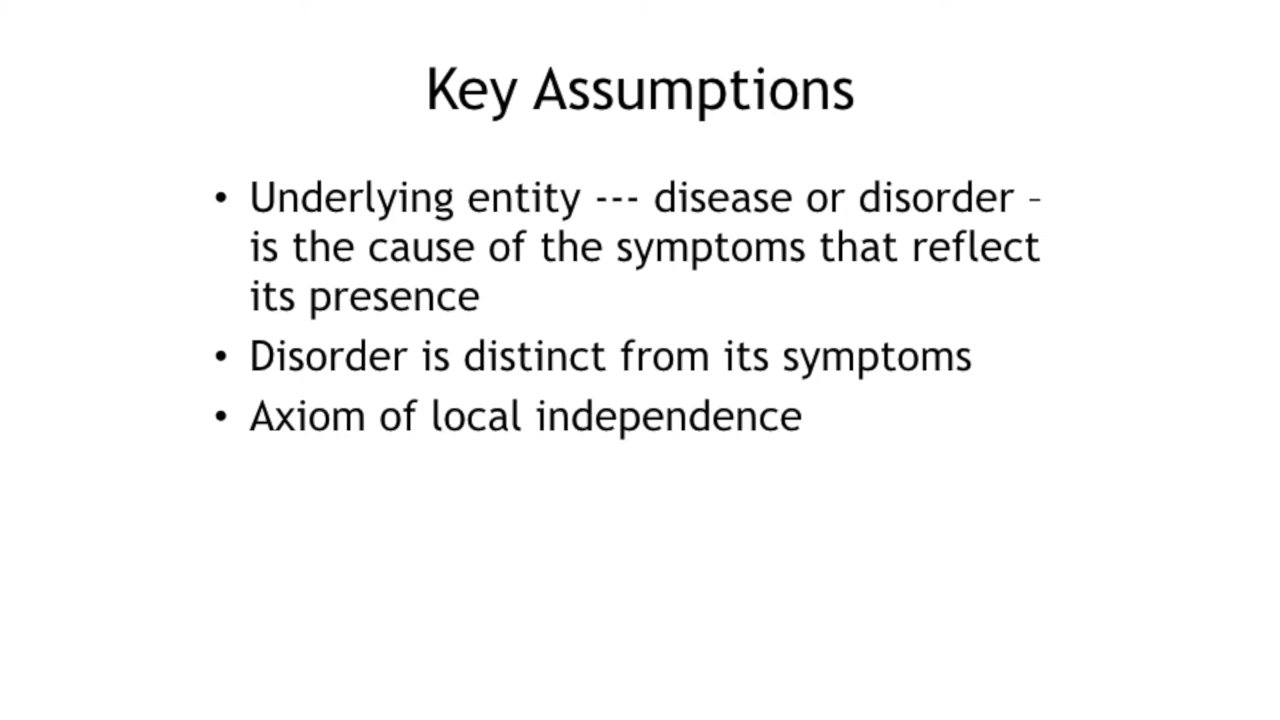 Key Assumptions
• Underlying entity --- disease or disorder –
is the cause of the symptoms that reflect
its presence
• Disorder is distinct from its symptoms
• Axiom of local independence